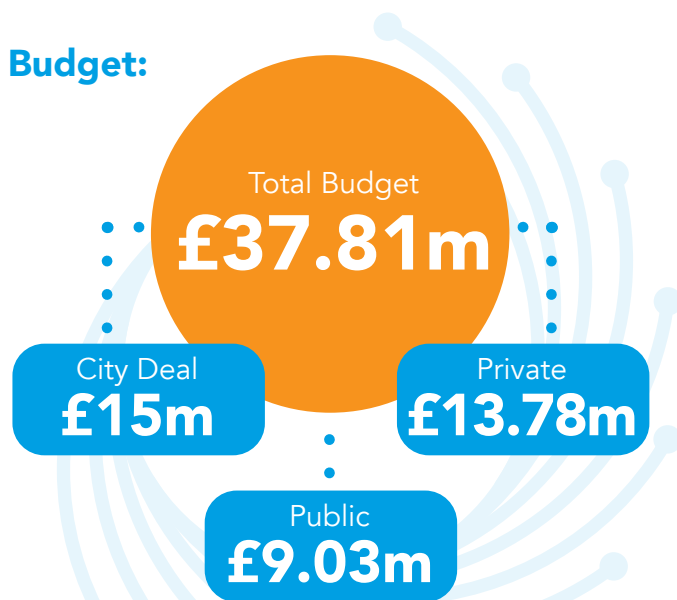 Budget:
Total Budget
£37.81m
City Deal
£15m
Private
£13.78m
Public
£9.03m